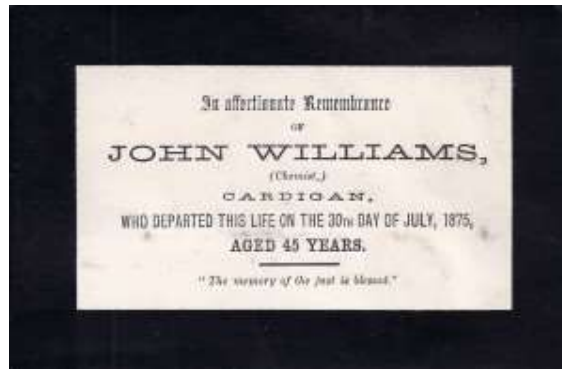 In affectionate Remembrance
OF
JOHN WILLIAMS,
(Chemist,)
CARDIGAN,
WHO DEPARTED THIS LIFE ON THE 30TH DAY OF JULY, 1875,
AGED 45 YEARS.
"The memory of the just is blessed."